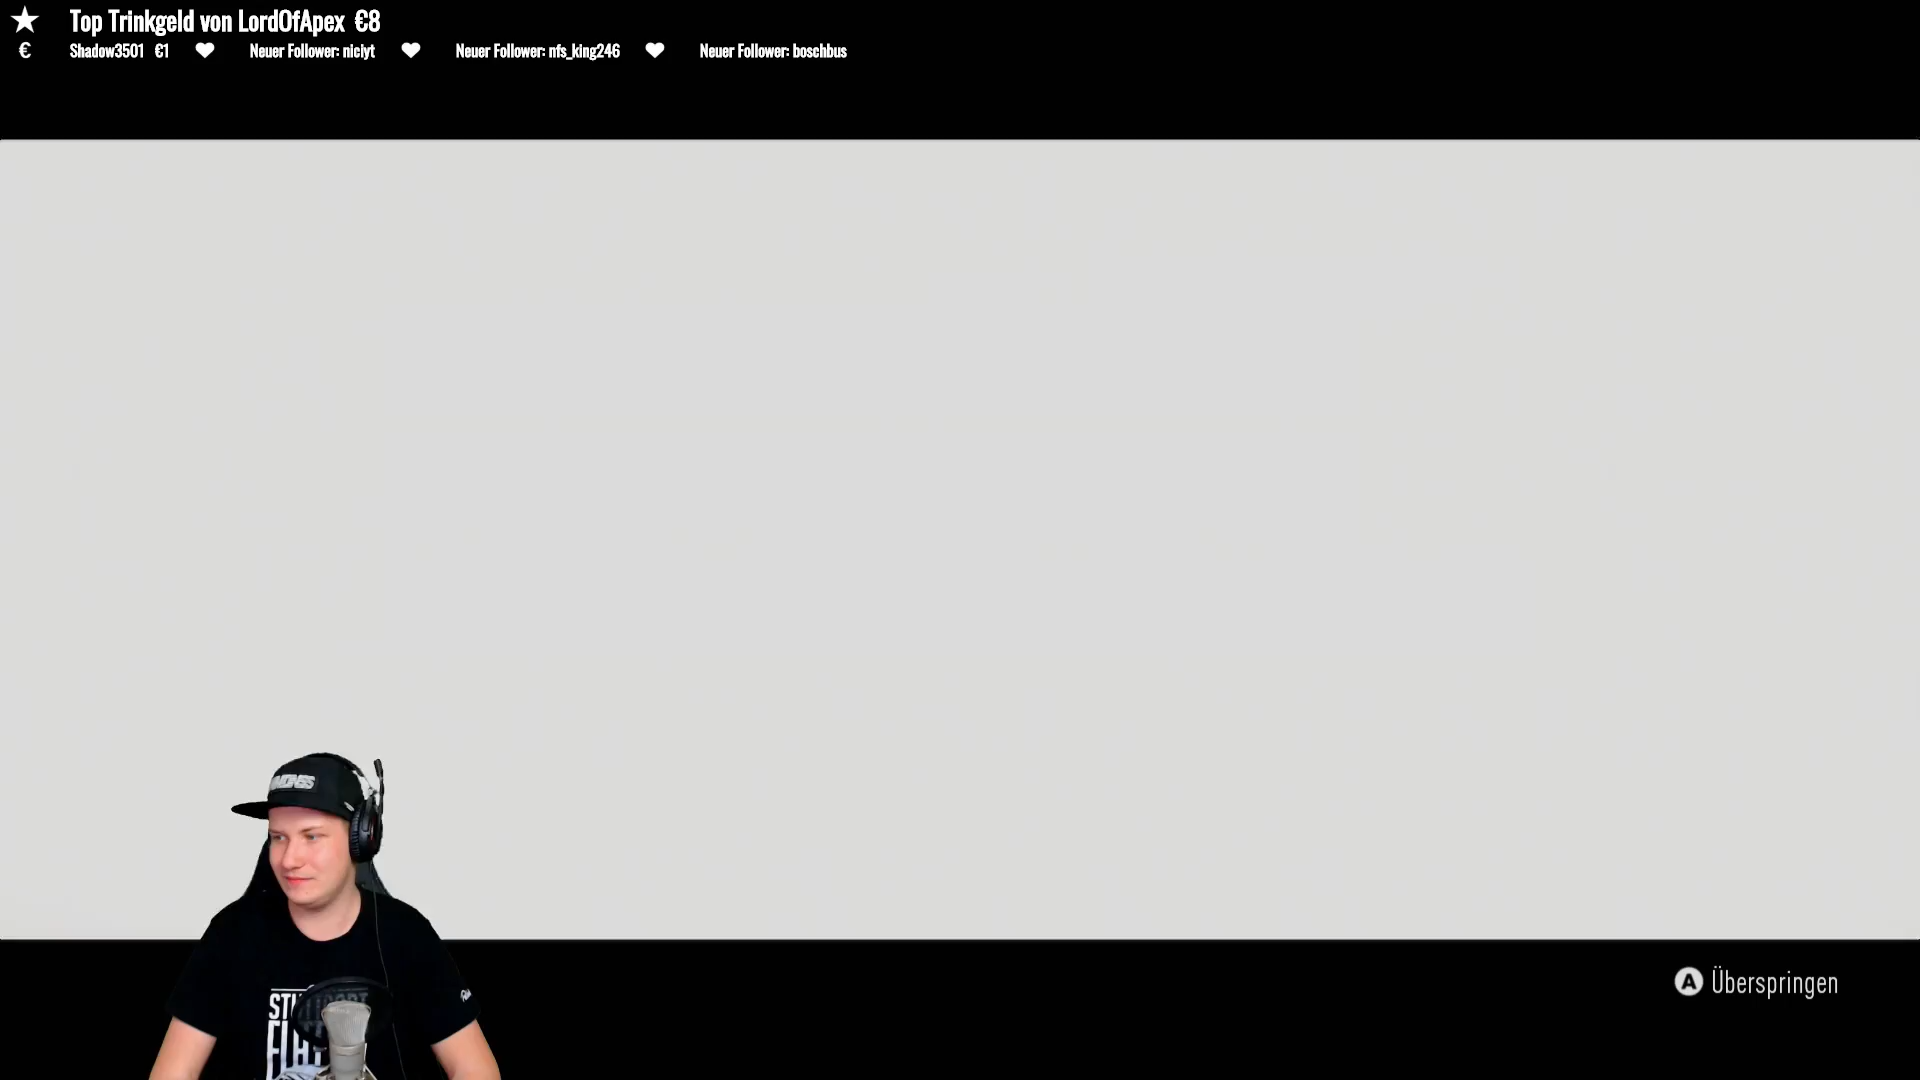 ★ Top Trinkgeld von LordOfApex €8
€ Shadow3501 €1 Neuer Follower: niclyt Neuer Follower: nfs_king246 Neuer Follower: boschbus
A Überspringen